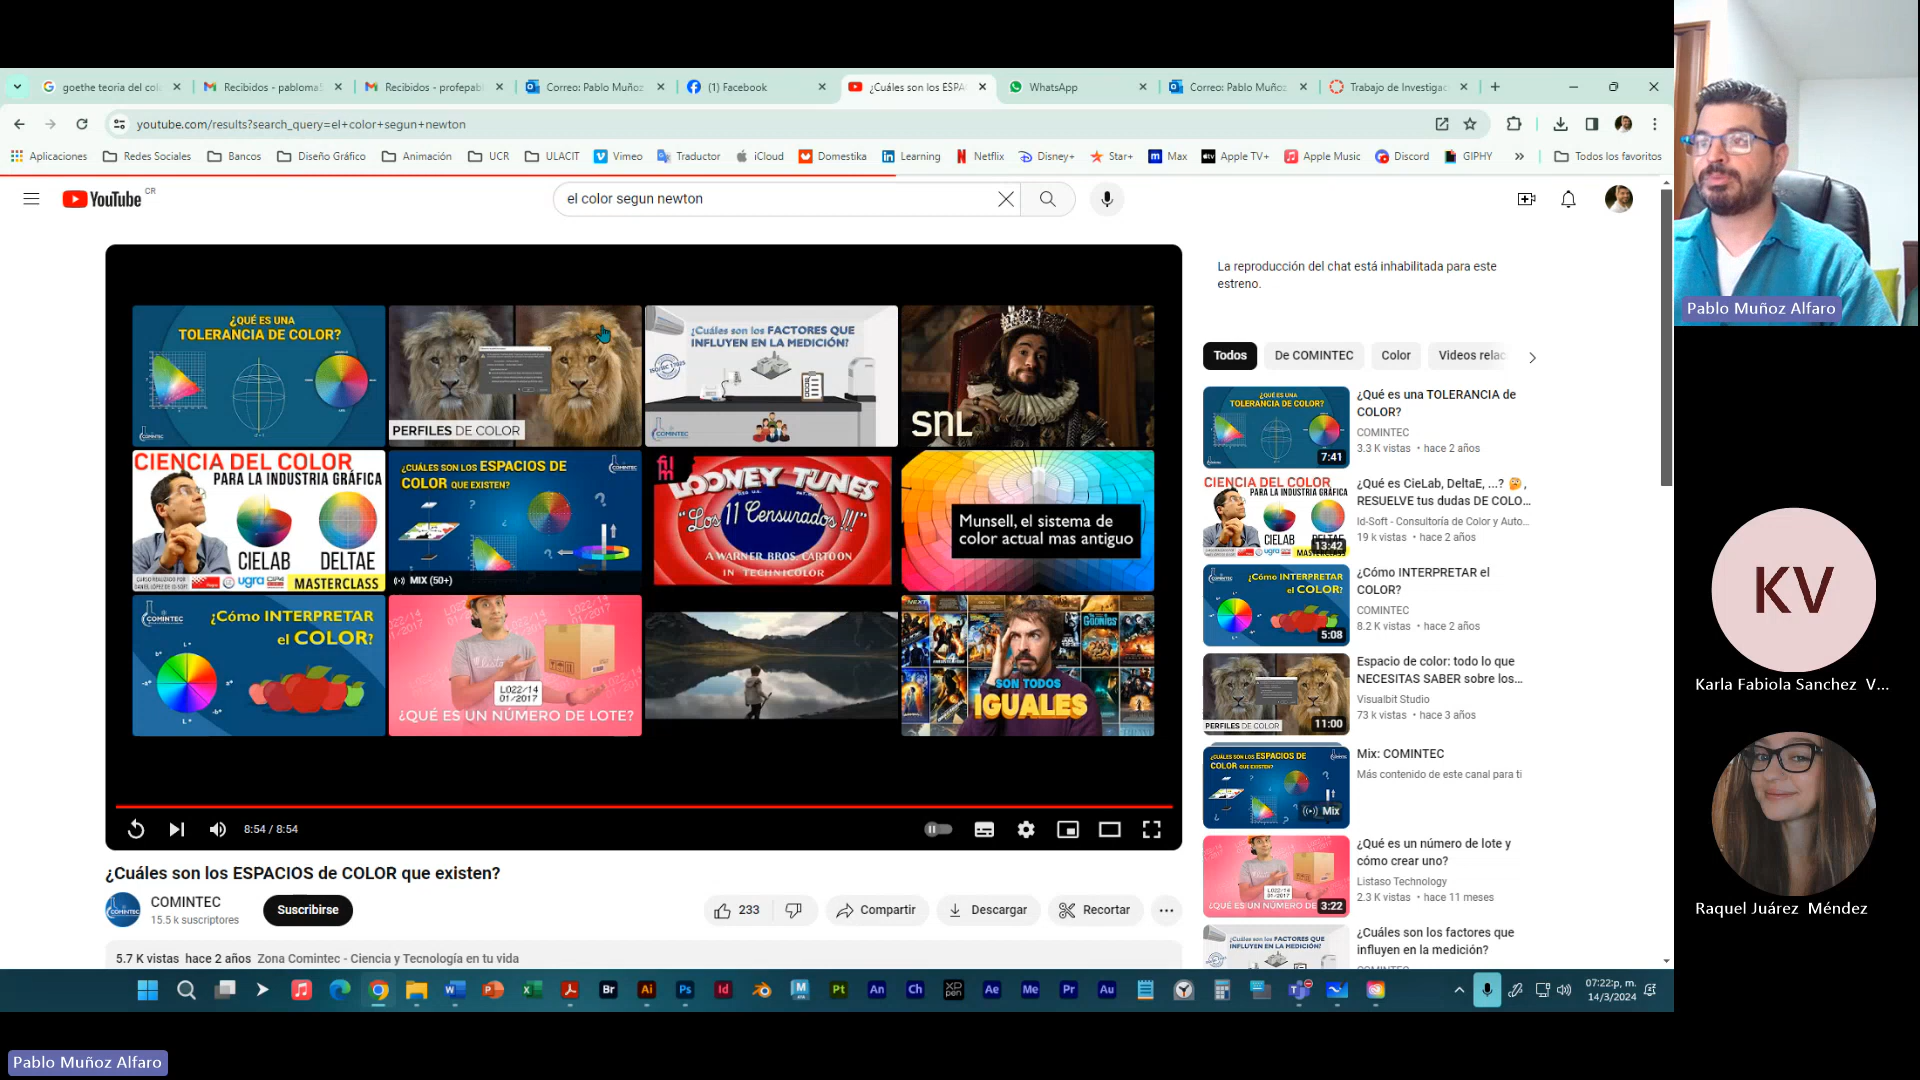 goethe teoria del col
Recibidos - pabloma
Recibidos - profepabl
Correo: Pablo Muñoz
(1) Facebook
¿Cuáles son los ESPA
WhatsApp
Correo: Pablo Muñoz
Trabajo de Investigac
youtube.com/results?search_query=el+color+segun+newton
Aplicaciones
Redes Sociales
Bancos
Diseño Gráfico
Animación
UCR
ULACIT
Vimeo
Traductor
iCloud
Domestika
Learning
Netflix
Disney+
Star+
Max
Apple TV+
Apple Music
Discord
GIPHY
Todos los favoritos
YouTube CR
el color segun newton
¿QUÉ ES UNA
TOLERANCIA DE COLOR?
COMINTEC
PERFILES DE COLOR
¿Cuáles son los FACTORES QUE
INFLUYEN EN LA MEDICIÓN?
COMINTEC
SNL
CIENCIA DEL COLOR
PARA LA INDUSTRIA GRÁFICA
CIELAB
DELTAE
ugra
MASTERCLASS
¿CUÁLES SON LOS ESPACIOS DE
COLOR QUE EXISTEN?
COMINTEC
MIX (50+)
film
LOONEY TUNES
"Los 11 Censurados !!!"
A WARNER BROS. CARTOON
IN TECHNICOLOR
Munsell, el sistema de
color actual mas antiguo
COMINTEC
¿Cómo INTERPRETAR
el COLOR?
L022/14
01/2017
¿QUÉ ES UN NÚMERO DE LOTE?
SON TODOS
IGUALES
8:54 / 8:54
¿Cuáles son los ESPACIOS de COLOR que existen?
COMINTEC
15.5 k suscriptores
Suscribirse
233
Compartir
Descargar
Recortar
5.7 K vistas hace 2 años Zona Comintec - Ciencia y Tecnología en tu vida
La reproducción del chat está inhabilitada para este
estreno.
Todos
De COMINTEC
Color
Videos relac
¿Qué es una TOLERANCIA de
COLOR?
COMINTEC
3.3 K vistas • hace 2 años
7:41
¿Qué es CieLab, DeltaE, ...? 🤔,
RESUELVE tus dudas DE COLO...
Id-Soft - Consultoría de Color y Auto...
19 k vistas • hace 2 años
13:42
¿Cómo INTERPRETAR el
COLOR?
COMINTEC
8.2 K vistas • hace 2 años
5:08
Espacio de color: todo lo que
NECESITAS SABER sobre los...
Visualbit Studio
73 k vistas • hace 3 años
11:00
Mix: COMINTEC
Más contenido de este canal para ti
Mix
¿Qué es un número de lote y
cómo crear uno?
Listaso Technology
2.3 K vistas • hace 11 meses
3:22
¿Cuáles son los factores que
influyen en la medición?
07:22 p. m.
14/3/2024
Pablo Muñoz Alfaro
KV
Karla Fabiola Sanchez V...
Raquel Juárez Méndez
Pablo Muñoz Alfaro